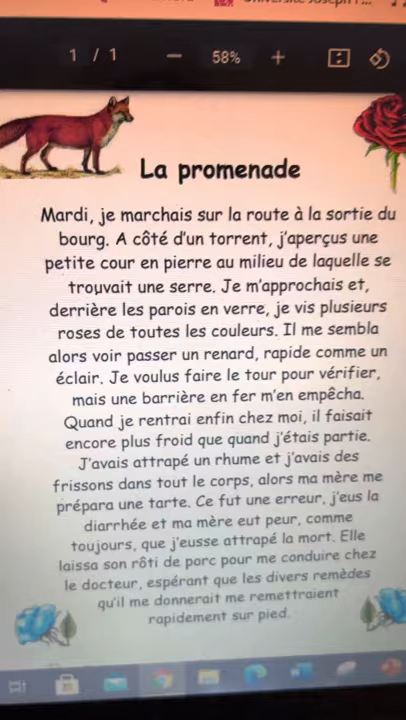 1 / 1 — 58% +
La promenade
Mardi, je marchais sur la route à la sortie du
bourg. A côté d'un torrent, j'aperçus une
petite cour en pierre au milieu de laquelle se
trouvait une serre. Je m'approchais et,
derrière les parois en verre, je vis plusieurs
roses de toutes les couleurs. Il me sembla
alors voir passer un renard, rapide comme un
éclair. Je voulus faire le tour pour vérifier,
mais une barrière en fer m'en empêcha.
Quand je rentrai enfin chez moi, il faisait
encore plus froid que quand j'étais partie.
J'avais attrapé un rhume et j'avais des
frissons dans tout le corps, alors ma mère me
prépara une tarte. Ce fut une erreur, j'eus la
diarrhée et ma mère eut peur, comme
toujours, que j'eusse attrapé la mort. Elle
laissa son rôti de porc pour me conduire chez
le docteur, espérant que les divers remèdes
qu'il me donnerait me remettraient
rapidement sur pied.